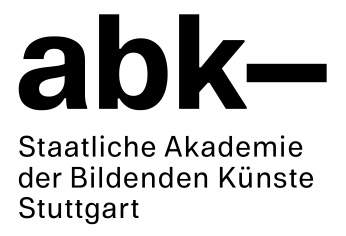 abk–
Staatliche Akademie
der Bildenden Künste
Stuttgart